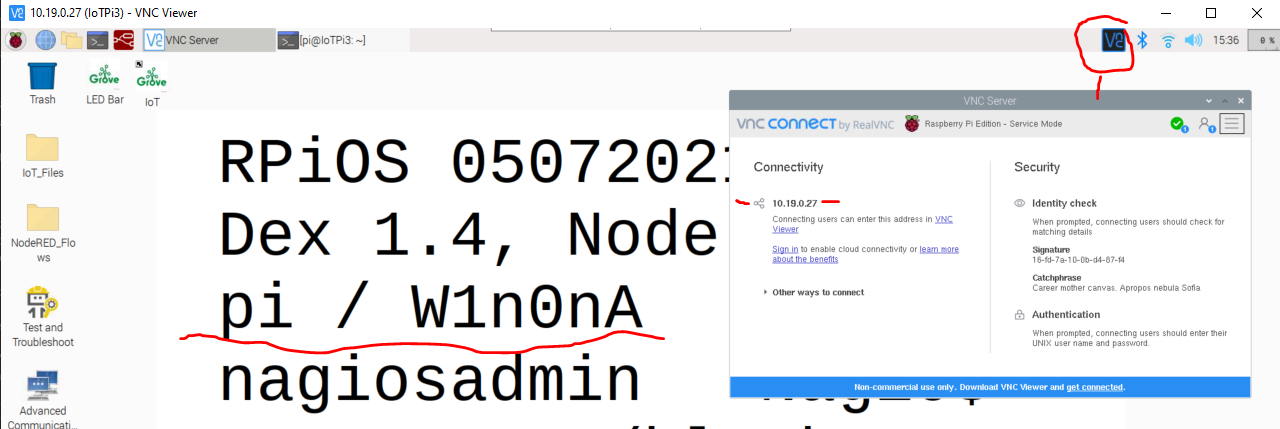 10.19.0.27 (IoTPi3) - VNC Viewer
VNC Server
[pi@IoTPi3: ~]
15:36
0 %
Trash
LED Bar
IoT
IoT_Files
NodeRED_Flo
ws
Test and
Troubleshoot
Advanced
Communicati...
RPiOS 05072021
Dex 1.4, Node
pi / W1n0nA
nagiosadmin
VNC Server
VNC CONNECT by RealVNC
Raspberry Pi Edition - Service Mode
Connectivity
10.19.0.27
Connecting users can enter this address in VNC
Viewer
Sign in to enable cloud connectivity or learn more
about the benefits
Other ways to connect
Security
Identity check
When prompted, connecting users should check for
matching details
Signature
16-fd-7a-10-0b-d4-87-f4
Catchphrase
Career mother canvas. Apropos nebula Sofia.
Authentication
When prompted, connecting users should enter their
UNIX user name and password.
Non-commercial use only. Download VNC Viewer and get connected.